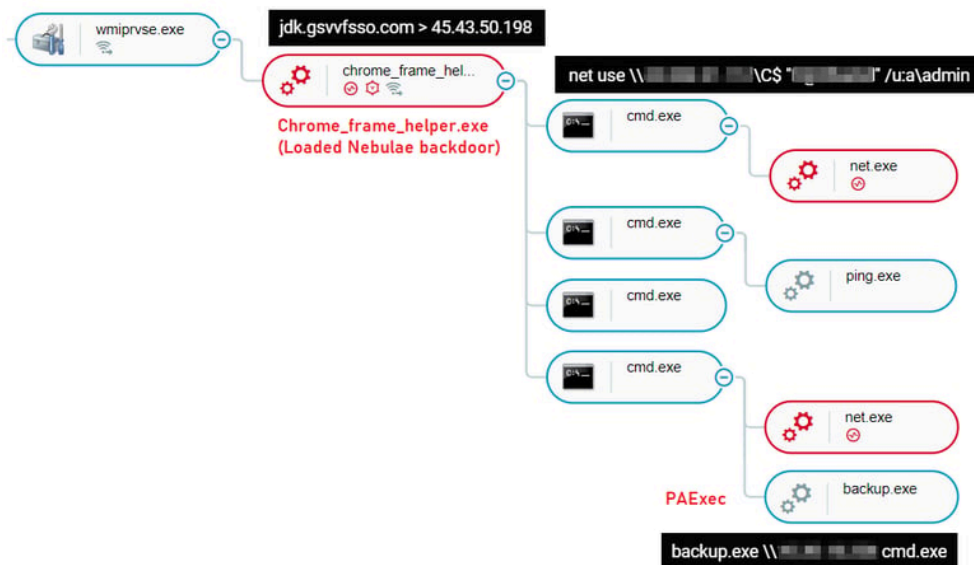 wmiprvse.exe
jdk.gsvvfsso.com > 45.43.50.198
chrome_frame_hel...
Chrome_frame_helper.exe
(Loaded Nebulae backdoor)
net use \\ \C$ " " /u:a\admin
cmd.exe
net.exe
cmd.exe
ping.exe
cmd.exe
cmd.exe
net.exe
PAExec
backup.exe
backup.exe \\ cmd.exe